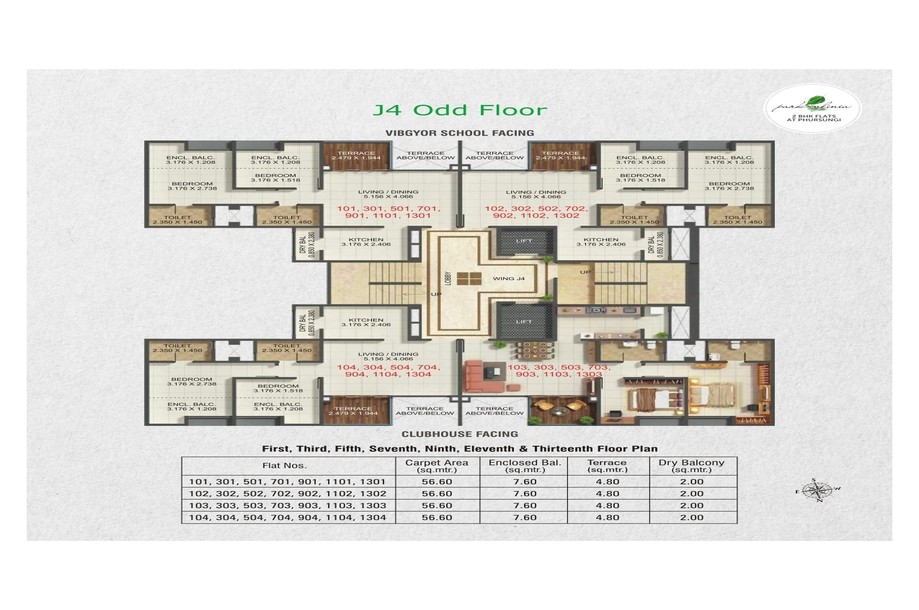 J4 Odd Floor
park
2 BHK FLATS
AT PHURSUNGI
VIBGYOR SCHOOL FACING
ENCL. BALC.
3.176 X 1.208
BEDROOM
3.176 X 2.738
TOILET
2.350 X 1.450
ENCL. BALC.
3.176 X 1.208
BEDROOM
3.176 X 1.518
TOILET
2.350 X 1.450
TERRACE
2.479 X 1.944
TERRACE
ABOVE/BELOW
LIVING / DINING
5.156 X 4.066
101, 301, 501, 701,
901, 1101, 1301
KITCHEN
3.176 X 2.406
DRY BAL
TERRACE
ABOVE/BELOW
TERRACE
2.479 X 1.944
ENCL. BALC.
3.176 X 1.208
BEDROOM
3.176 X 1.518
TOILET
2.350 X 1.450
ENCL. BALC.
3.176 X 1.208
BEDROOM
3.176 X 2.738
TOILET
2.350 X 1.450
LIVING / DINING
5.156 X 4.066
102, 302, 502, 702,
902, 1102, 1302
KITCHEN
3.176 X 2.406
DRY BAL
LIFT
LOBBY
WING J4
UP
UP
LIFT
DRY BAL
KITCHEN
3.176 X 2.406
LIVING / DINING
5.156 X 4.066
104, 304, 504, 704,
904, 1104, 1304
TOILET
2.350 X 1.450
TOILET
2.350 X 1.450
BEDROOM
3.176 X 2.738
ENCL. BALC.
3.176 X 1.208
BEDROOM
3.176 X 1.518
ENCL. BALC.
3.176 X 1.208
TERRACE
2.479 X 1.944
TERRACE
ABOVE/BELOW
TERRACE
ABOVE/BELOW
103, 303, 503, 703,
903, 1103, 1303
CLUBHOUSE FACING
First, Third, Fifth, Seventh, Ninth, Eleventh & Thirteenth Floor Plan
Flat Nos. Carpet Area (sq.mtr.) Enclosed Bal. (sq.mtr.) Terrace (sq.mtr.) Dry Balcony (sq.mtr.)
101, 301, 501, 701, 901, 1101, 1301 56.60 7.60 4.80 2.00
102, 302, 502, 702, 902, 1102, 1302 56.60 7.60 4.80 2.00
103, 303, 503, 703, 903, 1103, 1303 56.60 7.60 4.80 2.00
104, 304, 504, 704, 904, 1104, 1304 56.60 7.60 4.80 2.00
S
E
W
N